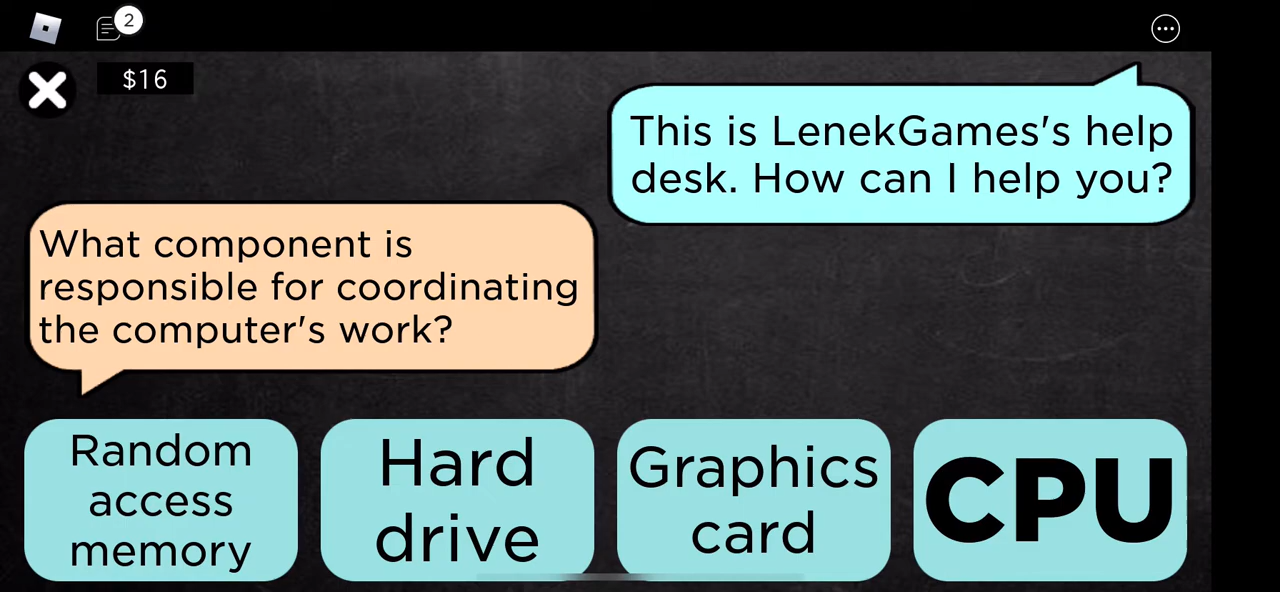 2
$16
This is LenekGames's help
desk. How can I help you?
What component is
responsible for coordinating
the computer's work?
Random
access
memory
Hard
drive
Graphics
card
CPU